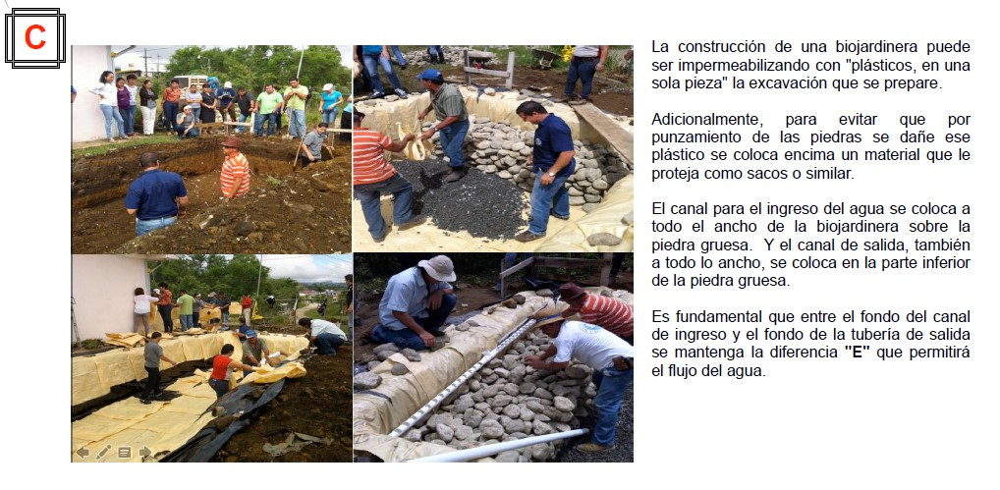 C
La construcción de una biojardinera puede
ser impermeabilizando con "plásticos, en una
sola pieza" la excavación que se prepare.
Adicionalmente, para evitar que por
punzamiento de las piedras se dañe ese
plástico se coloca encima un material que le
proteja como sacos o similar.
El canal para el ingreso del agua se coloca a
todo el ancho de la biojardinera sobre la
piedra gruesa. Y el canal de salida, también
a todo lo ancho, se coloca en la parte inferior
de la piedra gruesa.
Es fundamental que entre el fondo del canal
de ingreso y el fondo de la tubería de salida
se mantenga la diferencia "E" que permitirá
el flujo del agua.